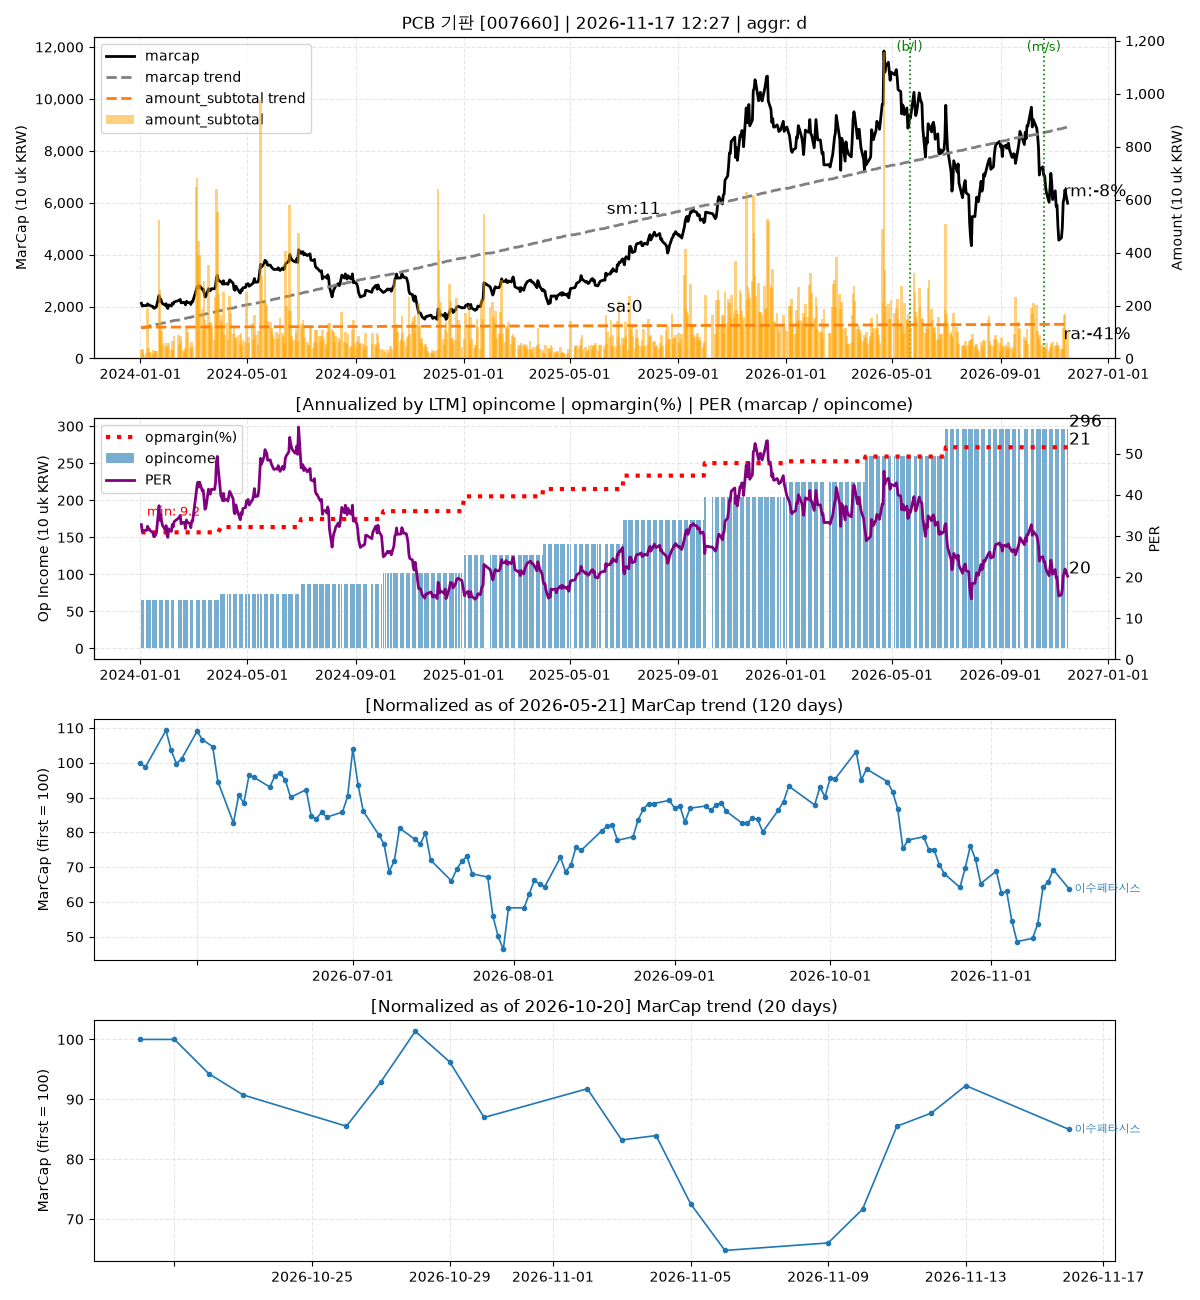 PCB 기판 [007660] | 2026-11-17 12:27 | aggr: d
MarCap (10 uk KRW)
12,000
10,000
8,000
6,000
4,000
2,000
0
marcap
marcap trend
amount_subtotal trend
amount_subtotal
(b/l)
(m/s)
sm:11
sa:0
rm:-8%
ra:-41%
1,200
1,000
800
600
400
200
0
Amount (10 uk KRW)
2024-01-01
2024-05-01
2024-09-01
2025-01-01
2025-05-01
2025-09-01
2026-01-01
2026-05-01
2026-09-01
2027-01-01
[Annualized by LTM] opincome | opmargin(%) | PER (marcap / opincome)
Op Income (10 uk KRW)
300
250
200
150
100
50
0
opmargin(%)
opincome
PER
min: 9.2
296
21
20
50
40
30
20
10
0
PER
2024-01-01
2024-05-01
2024-09-01
2025-01-01
2025-05-01
2025-09-01
2026-01-01
2026-05-01
2026-09-01
2027-01-01
[Normalized as of 2026-05-21] MarCap trend (120 days)
MarCap (first = 100)
110
100
90
80
70
60
50
이수페타시스
2026-07-01
2026-08-01
2026-09-01
2026-10-01
2026-11-01
[Normalized as of 2026-10-20] MarCap trend (20 days)
MarCap (first = 100)
100
90
80
70
이수페타시스
2026-10-25
2026-10-29
2026-11-01
2026-11-05
2026-11-09
2026-11-13
2026-11-17